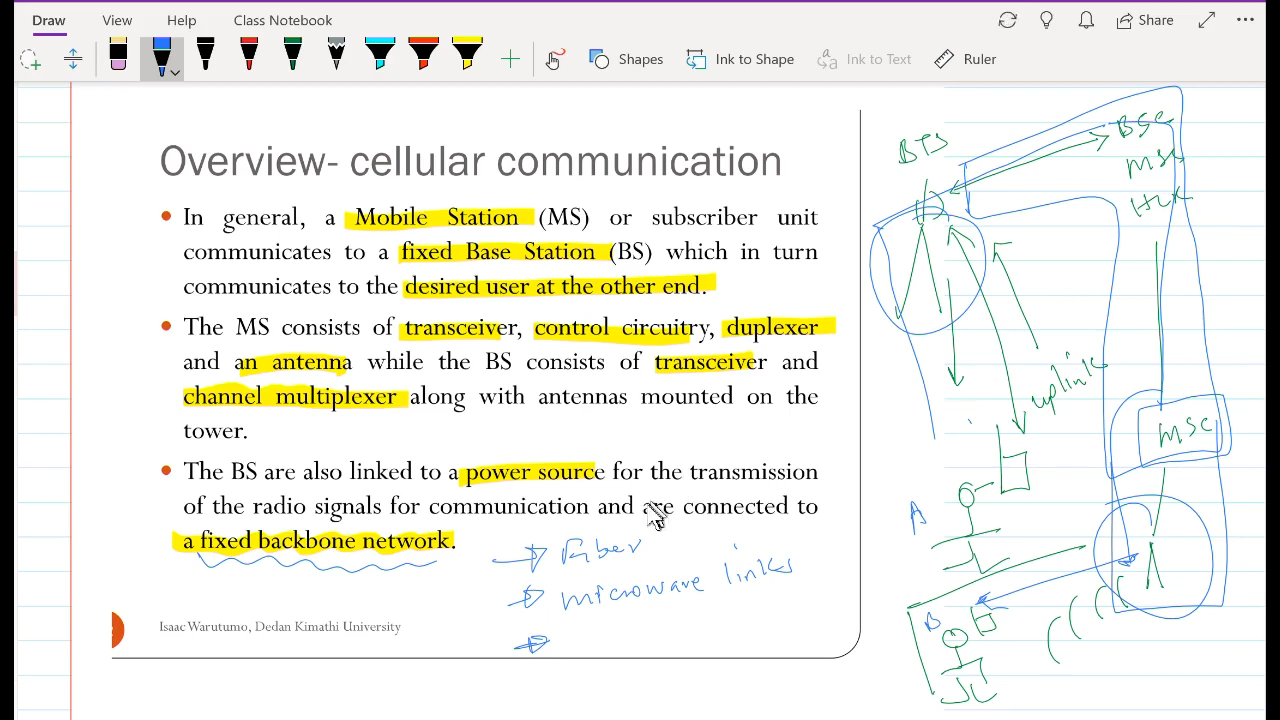 Draw View Help Class Notebook Share
Shapes Ink to Shape Ink to Text Ruler
Overview- cellular communication
In general, a Mobile Station (MS) or subscriber unit
communicates to a fixed Base Station (BS) which in turn
communicates to the desired user at the other end.
The MS consists of transceiver, control circuitry, duplexer
and an antenna while the BS consists of transceiver and
channel multiplexer along with antennas mounted on the
tower.
The BS are also linked to a power source for the transmission
of the radio signals for communication and are connected to
a fixed backbone network.
Fiber
microwave links
Isaac Warutumo, Dedan Kimathi University
BTS
BSC
MSC
uplink
MSC
A
B